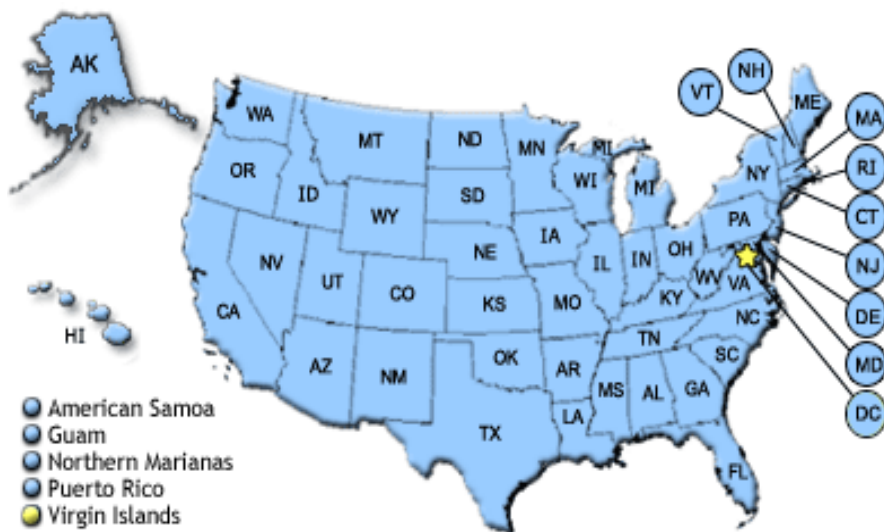 AK
WA
MT
ND
MN
MI
VT
NH
ME
MA
OR
ID
SD
WI
MI
NY
RI
WY
IA
PA
CT
NV
UT
NE
IL
IN
OH
NJ
CA
CO
KS
MO
KY
WV
VA
DE
HI
AZ
NM
OK
AR
TN
NC
MD
TX
LA
MS
AL
GA
SC
DC
FL
American Samoa
Guam
Northern Marianas
Puerto Rico
Virgin Islands